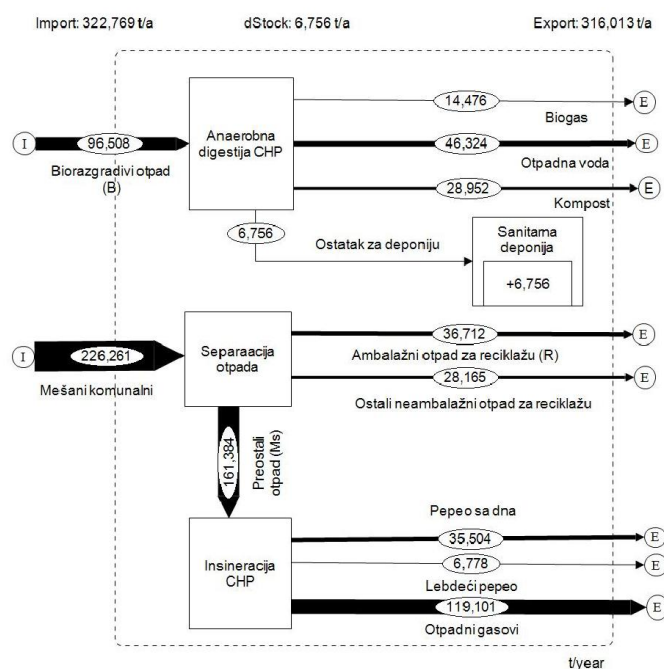 Import: 322,769 t/a
dStock: 6,756 t/a
Export: 316,013 t/a
I
96,508
Biorazgradivi otpad
(B)
Anaerobna
digestija CHP
14,476
E
Biogas
46,324
E
Otpadna voda
28,952
E
Kompost
6,756
Ostatak za deponiju
Sanitarna
deponija
+6,756
I
226,261
Mešani komunalni
Separaacija
otpada
36,712
E
Ambalažni otpad za reciklažu (R)
28,165
E
Ostali neambalažni otpad za reciklažu
161,384
Preostali
otpad (Ms)
Insineracija
CHP
Pepeo sa dna
35,504
E
6,778
E
Lebdeći pepeo
119,101
E
Otpadni gasovi
t/year